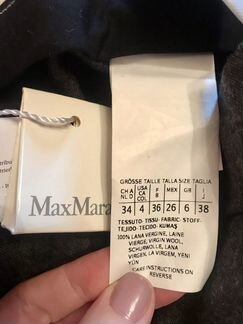 MaxMara
GRÖSSE TAILLE TALLA SIZE TAGLIA
CH A NL D
USA CA COL
F B
MEX
GB
I J
34 4 36 26 6 38
TESSUTO-TISSU-FABRIC-STOFF-
TEJIDO-TECIDO-KUMAŞ
100% LANA VERGINE, LAINE
VIERGE, VIRGIN WOOL,
SCHURWOLLE, LANA
VIRGEN, LÃ VIRGEM, YENI
YÜN
CARE INSTRUCTIONS ON
REVERSE